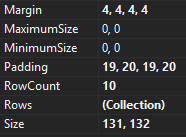 Margin 4, 4, 4, 4
MaximumSize 0, 0
MinimumSize 0, 0
Padding 19, 20, 19, 20
RowCount 10
Rows (Collection)
Size 131, 132